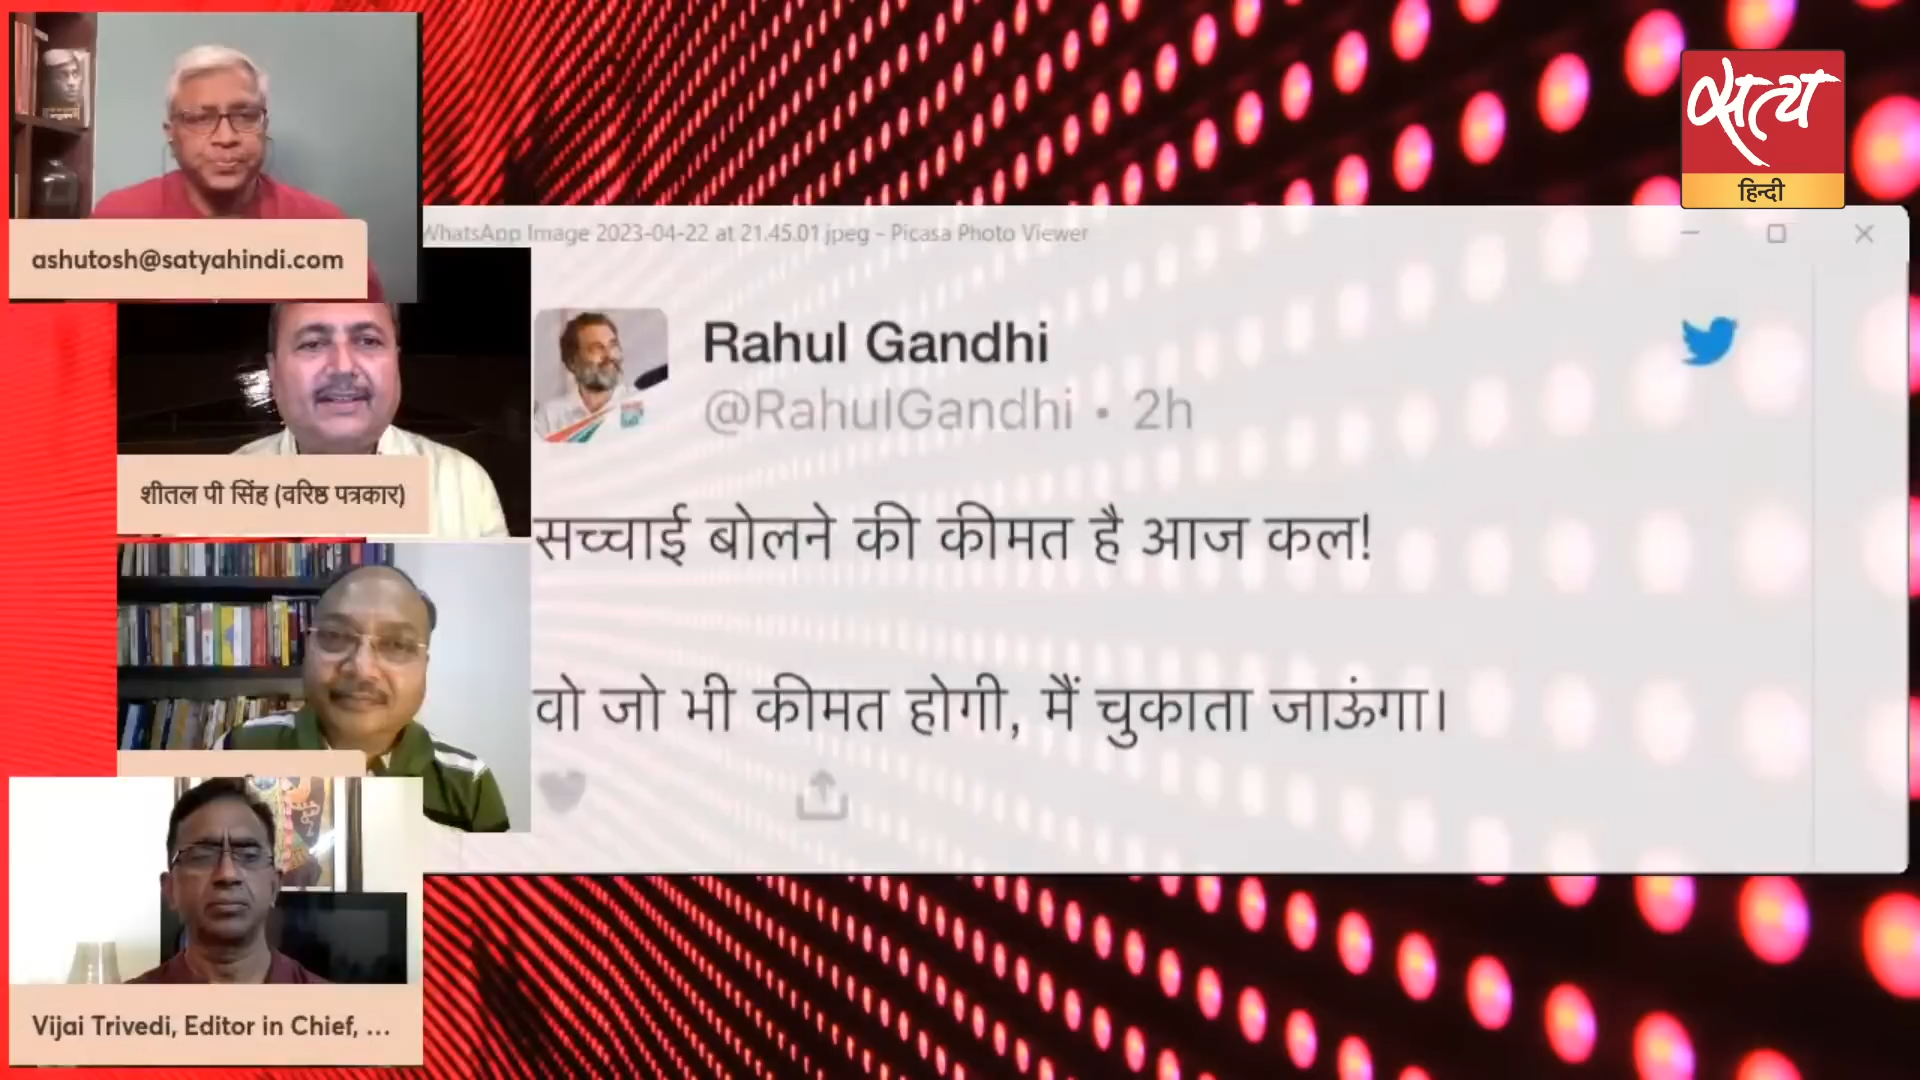 सत्य
हिन्दी
ashutosh@satyahindi.com
शीतल पी सिंह (वरिष्ठ पत्रकार)
Vijai Trivedi, Editor in Chief, ...
WhatsApp Image 2023-04-22 at 21.45.01.jpeg - Picasa Photo Viewer
Rahul Gandhi
@RahulGandhi • 2h
सच्चाई बोलने की कीमत है आज कल!
वो जो भी कीमत होगी, मैं चुकाता जाऊंगा।